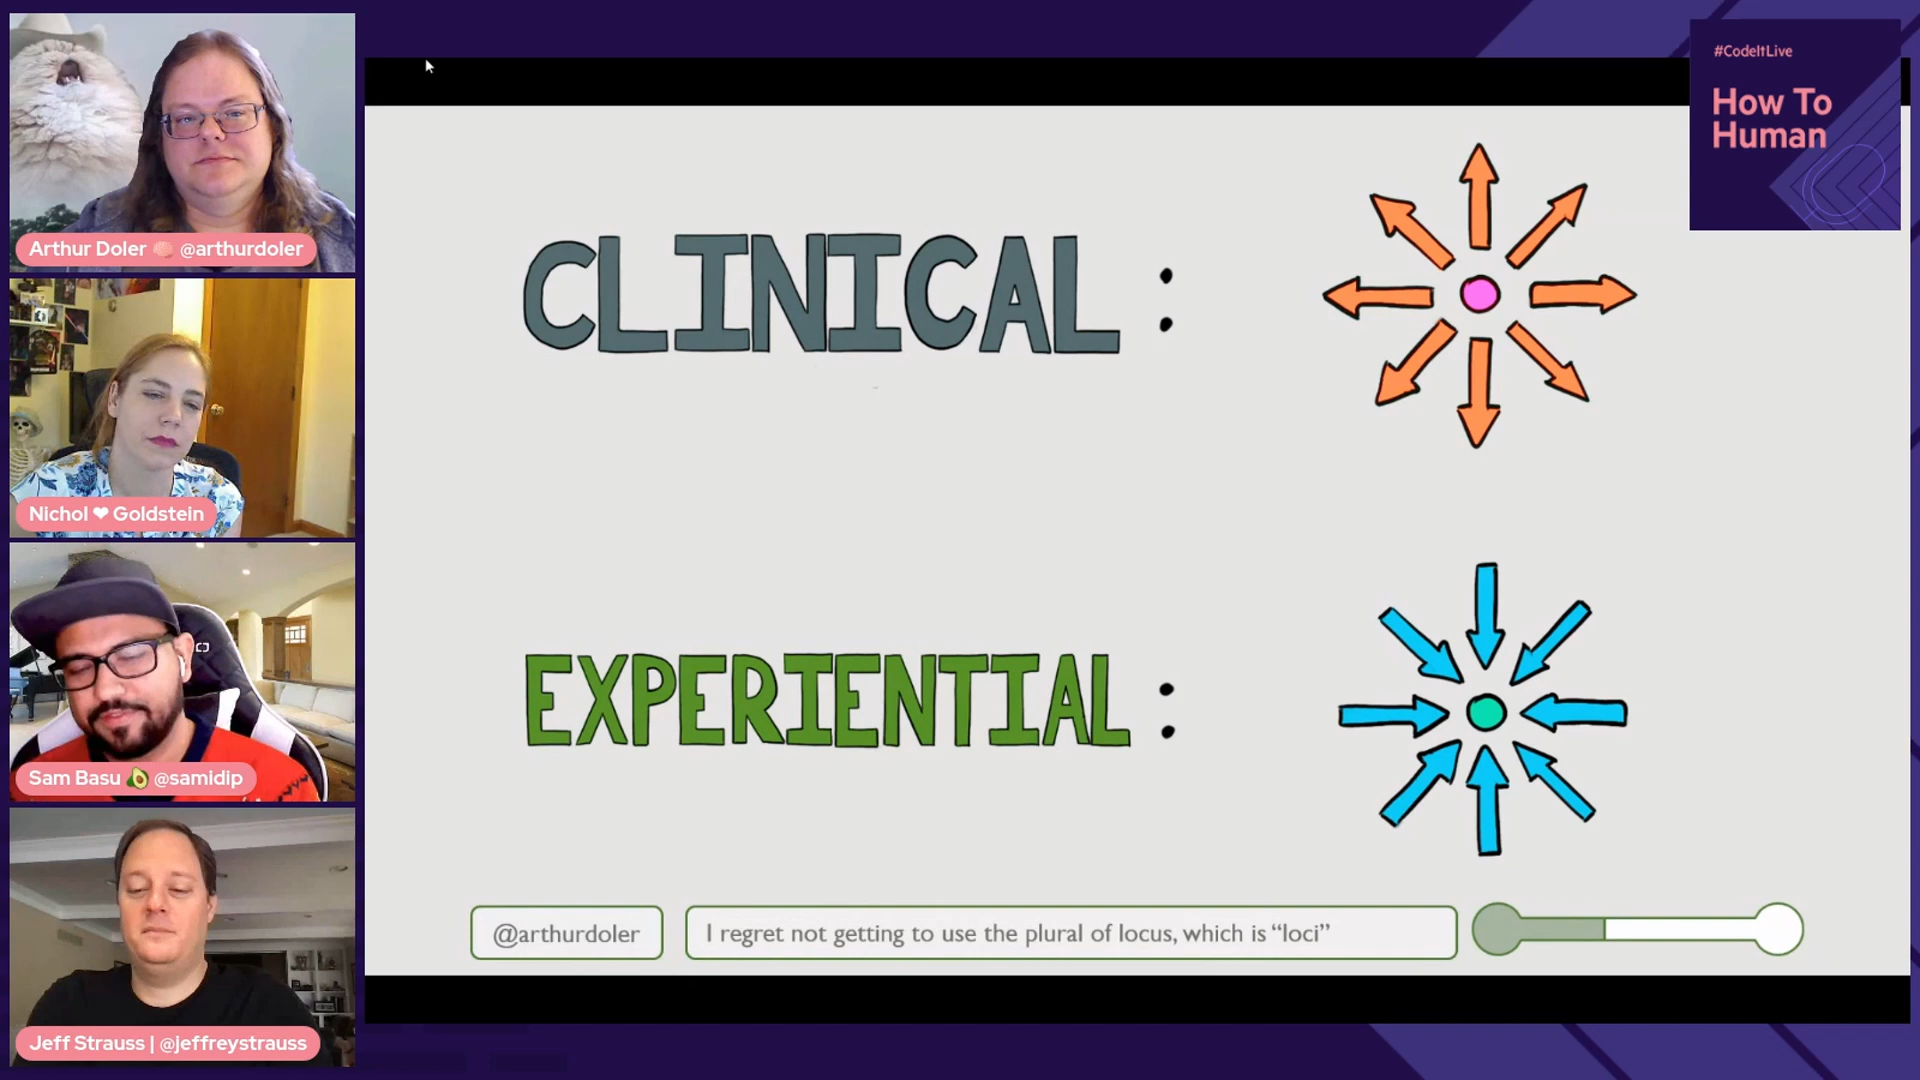 Arthur Doler 🧠 @arthurdoler
Nichol ❤ Goldstein
Sam Basu 🥑 @samidip
Jeff Strauss | @jeffreystrauss
CLINICAL :
EXPERIENTIAL :
@arthurdoler
I regret not getting to use the plural of locus, which is “loci”
#CodeItLive
How To
Human